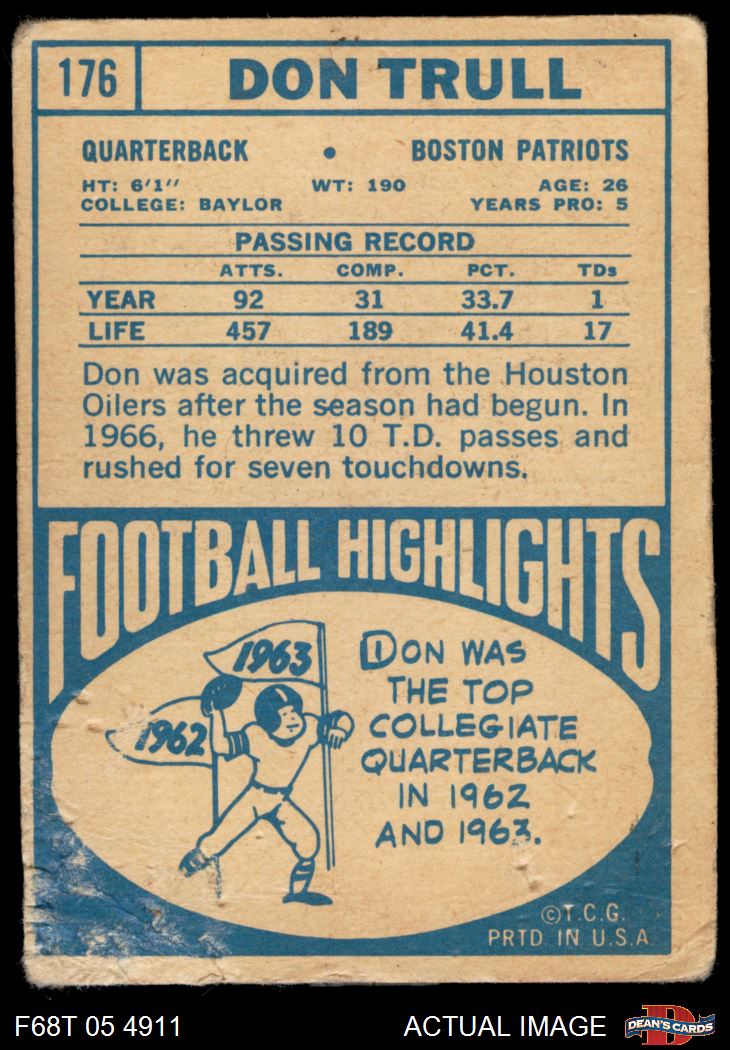 176 DON TRULL
QUARTERBACK • BOSTON PATRIOTS
HT: 6'1'' WT: 190 AGE: 26
COLLEGE: BAYLOR YEARS PRO: 5
PASSING RECORD
ATTS. COMP. PCT. TDs
YEAR 92 31 33.7 1
LIFE 457 189 41.4 17
Don was acquired from the Houston
Oilers after the season had begun. In
1966, he threw 10 T.D. passes and
rushed for seven touchdowns.
FOOTBALL HIGHLIGHTS
1963
1962
DON WAS
THE TOP
COLLEGIATE
QUARTERBACK
IN 1962
AND 1963.
©T.C.G.
PRTD. IN U.S.A.
F68T 05 4911 ACTUAL IMAGE D DEAN'S CARDS